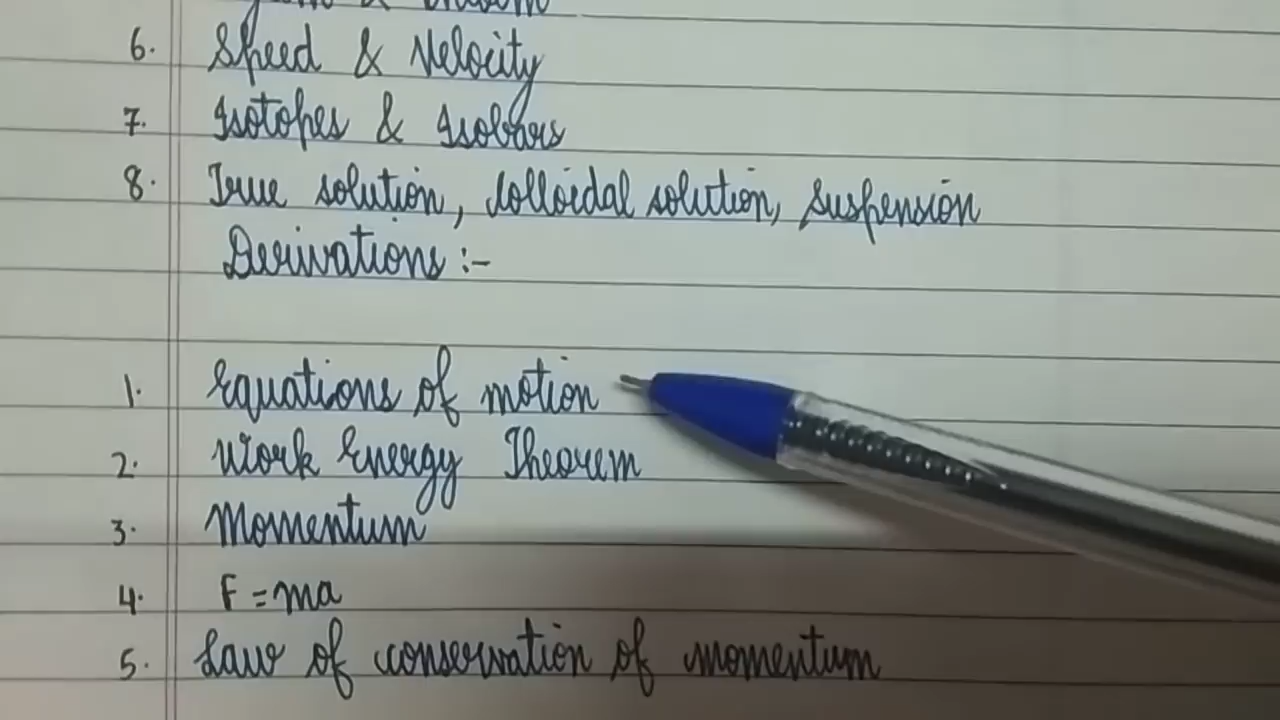 6. Speed & Velocity
7. Isotopes & Isobars
8. True solution, Colloidal solution, Suspension
Derivations :-
1. Equations of motion
2. Work Energy Theorem
3. Momentum
4. F = ma
5. Law of conservation of momentum